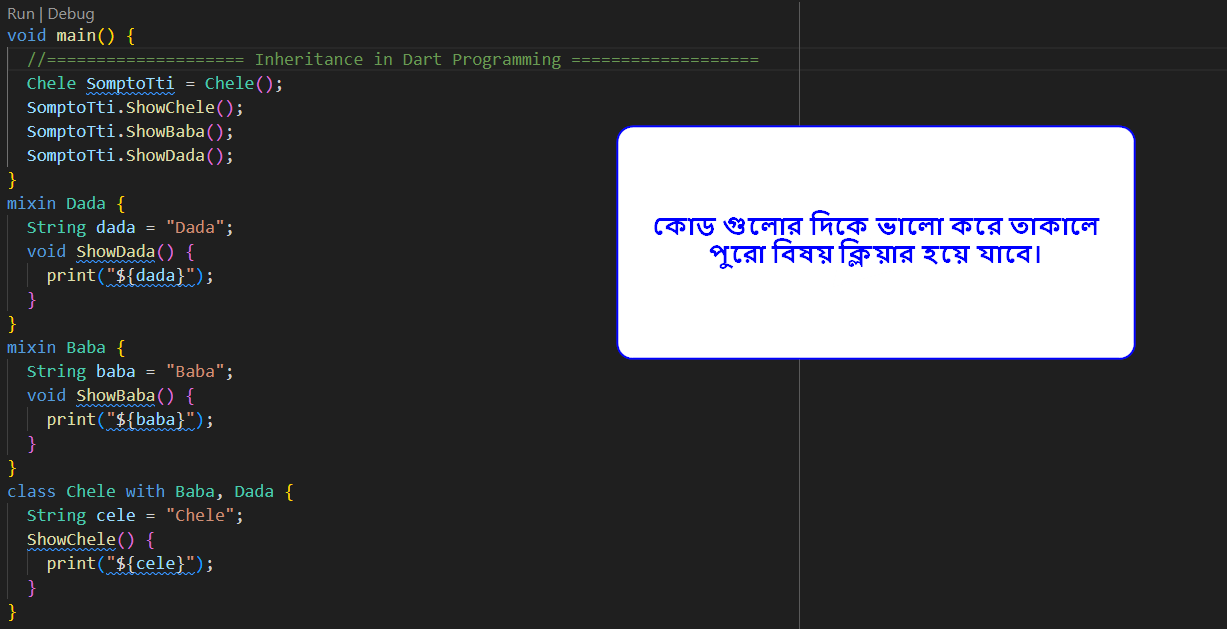 Run | Debug
void main() {
//==================== Inheritance in Dart Programming ===================
Chele SomptoTti = Chele();
SomptoTti.ShowChele();
SomptoTti.ShowBaba();
SomptoTti.ShowDada();
}
mixin Dada {
String dada = "Dada";
void ShowDada() {
print("${dada}");
}
}
mixin Baba {
String baba = "Baba";
void ShowBaba() {
print("${baba}");
}
}
class Chele with Baba, Dada {
String cele = "Chele";
ShowChele() {
print("${cele}");
}
}
কোড গুলোর দিকে ভালো করে তাকালে
পুরো বিষয় ক্লিয়ার হয়ে যাবে।